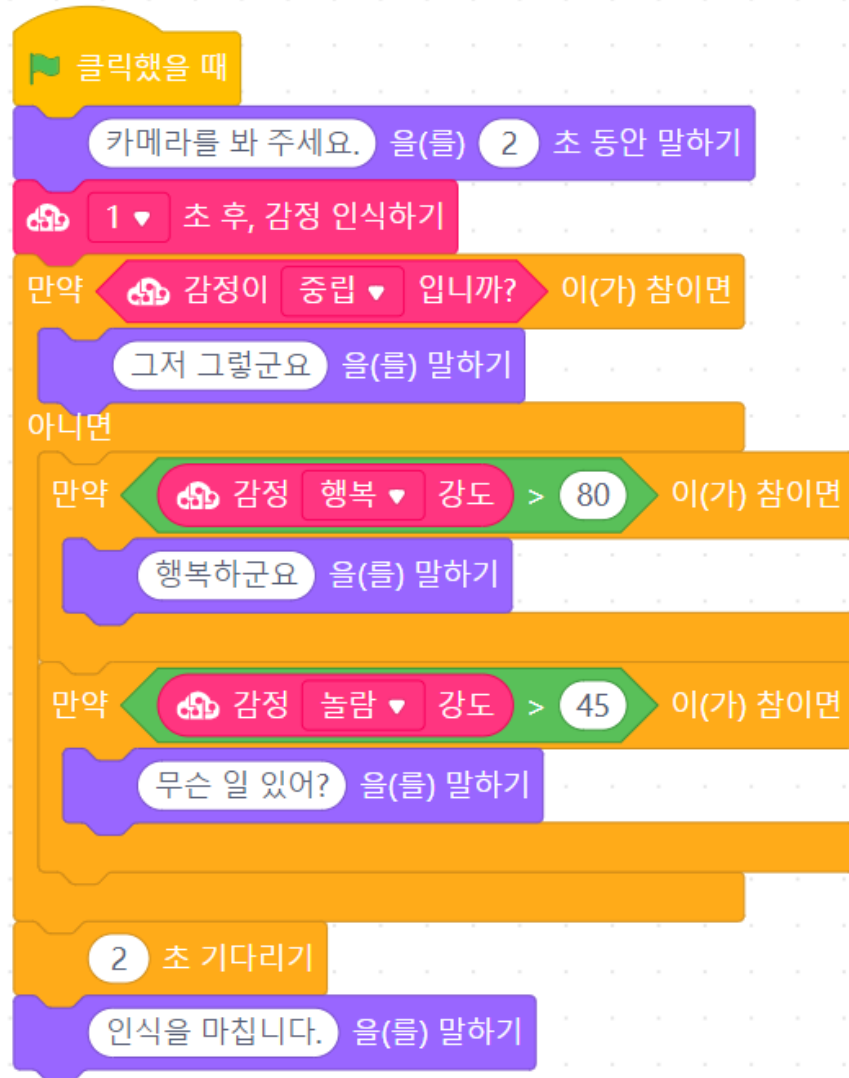 클릭했을 때
카메라를 봐 주세요. 을(를) 2 초 동안 말하기
1 초 후, 감정 인식하기
만약 감정이 중립 입니까? 이(가) 참이면
그저 그렇군요 을(를) 말하기
아니면
만약 감정 행복 강도 > 80 이(가) 참이면
행복하군요 을(를) 말하기
만약 감정 놀람 강도 > 45 이(가) 참이면
무슨 일 있어? 을(를) 말하기
2 초 기다리기
인식을 마칩니다. 을(를) 말하기